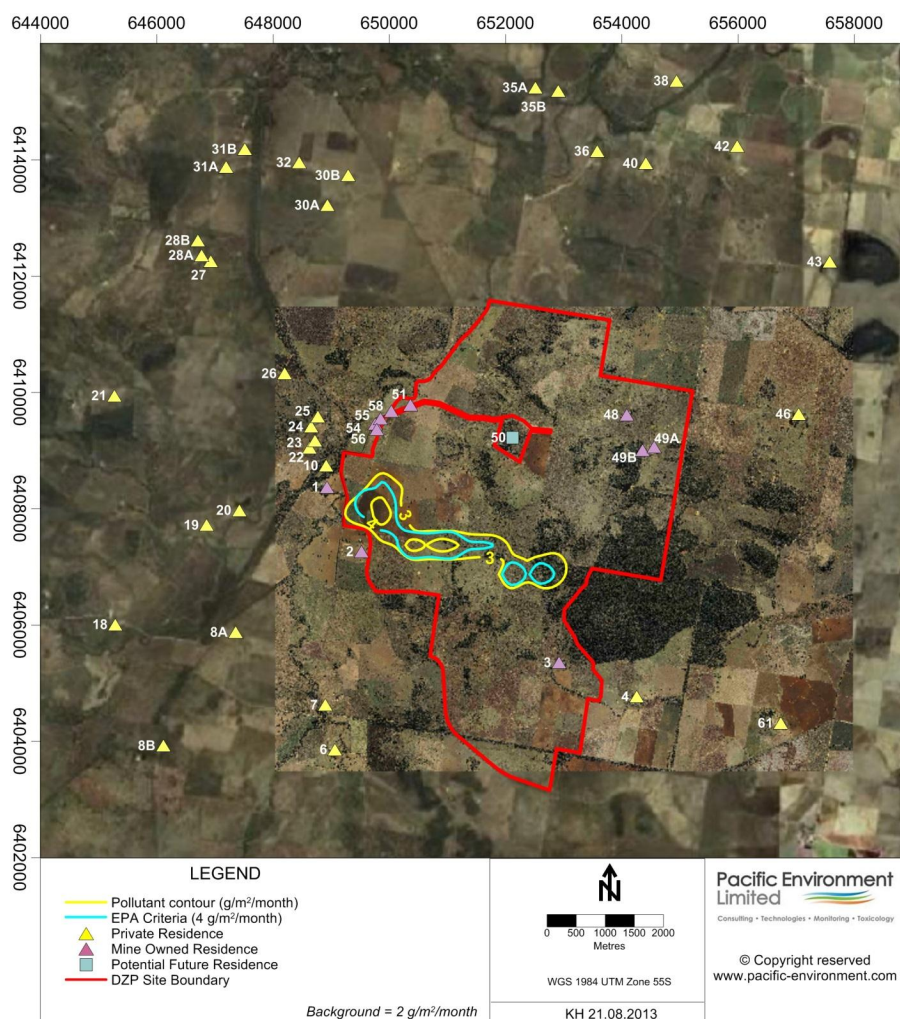 644000 646000 648000 650000 652000 654000 656000 658000
6414000
6412000
6410000
6408000
6406000
6404000
6402000
35A
35B
38
31B
31A
32
30B
30A
36
40
42
28B
28A
27
43
26
21
51
58
55
54
56
25
24
23
22
50
48
49A
49B
46
10
1
20
19
2
3
4
3
18
8A
3
4
7
61
8B
6
LEGEND
Pollutant contour (g/m²/month)
EPA Criteria (4 g/m²/month)
Private Residence
Mine Owned Residence
Potential Future Residence
DZP Site Boundary
Background = 2 g/m²/month
N
0 500 1000 1500 2000
Metres
WGS 1984 UTM Zone 55S
KH 21.08.2013
Pacific Environment
Limited
Consulting • Technologies • Monitoring • Toxicology
© Copyright reserved
www.pacific-environment.com